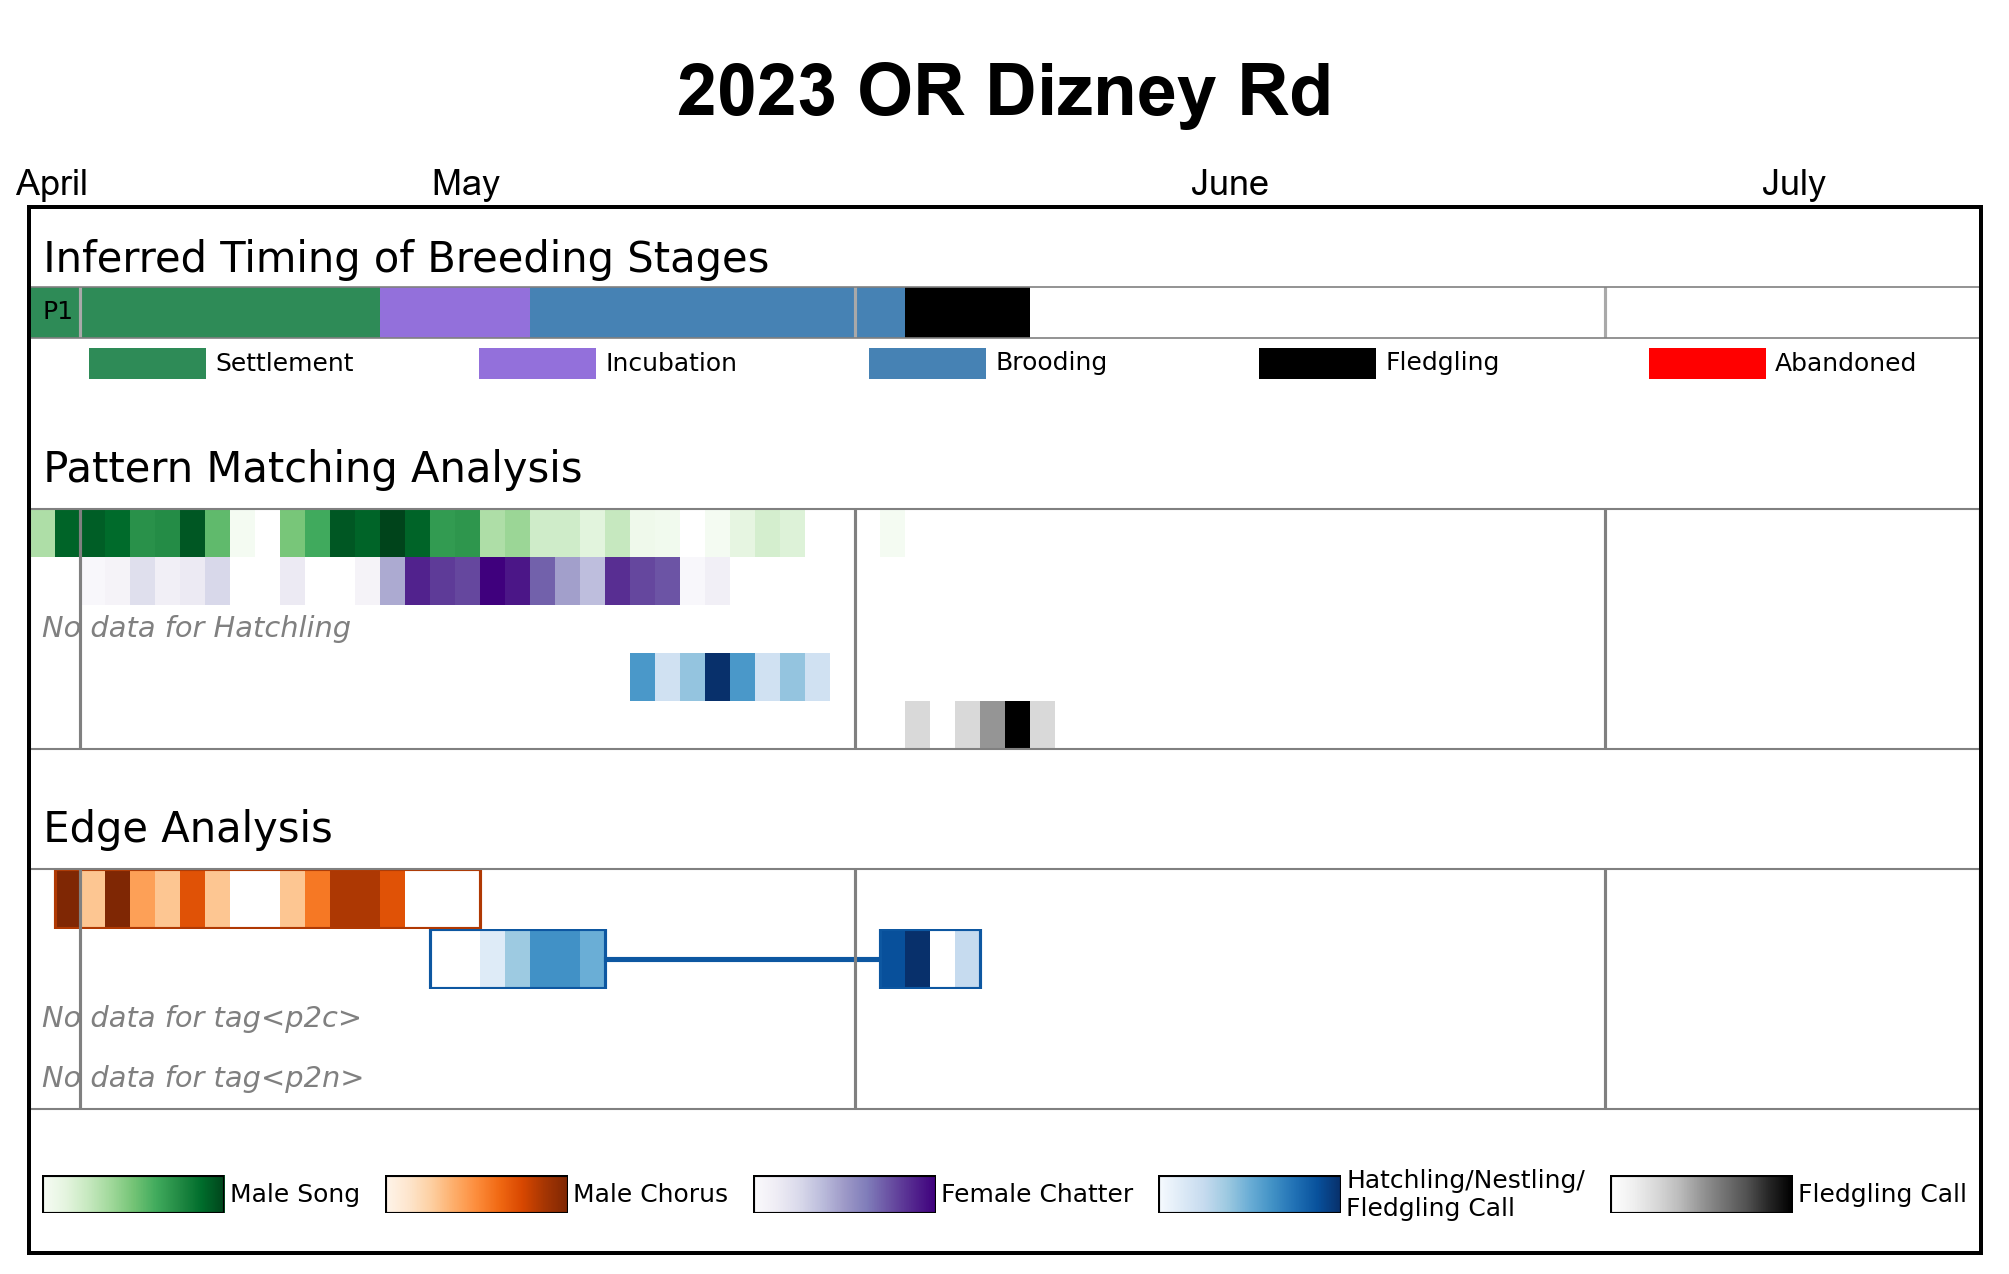 2023 OR Dizney Rd
April May June July
Inferred Timing of Breeding Stages
P1
Settlement Incubation Brooding Fledgling Abandoned
Pattern Matching Analysis
No data for Hatchling
Edge Analysis
No data for tag<p2c>
No data for tag<p2n>
Male Song Male Chorus Female Chatter Hatchling/Nestling/
Fledgling Call Fledgling Call